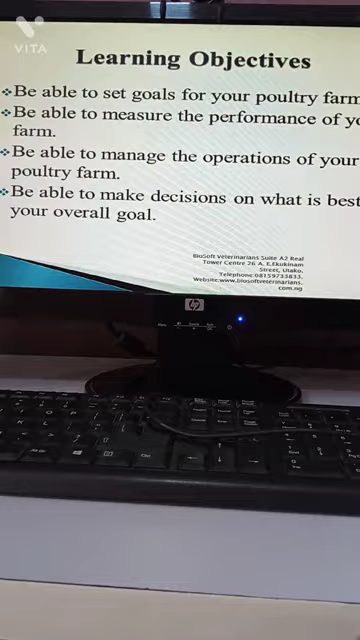 VITA
Learning Objectives
❖Be able to set goals for your poultry farm
❖Be able to measure the performance of yo
farm.
❖Be able to manage the operations of your
poultry farm.
❖Be able to make decisions on what is best
your overall goal.
BioSoft Veterinarians Suite A2 Real
Tower Centre 26 A, E.Ekukinam
Street, Utako.
Telephone:08159733833.
Website:www.biosoftveterinarians.
com.ng
hp